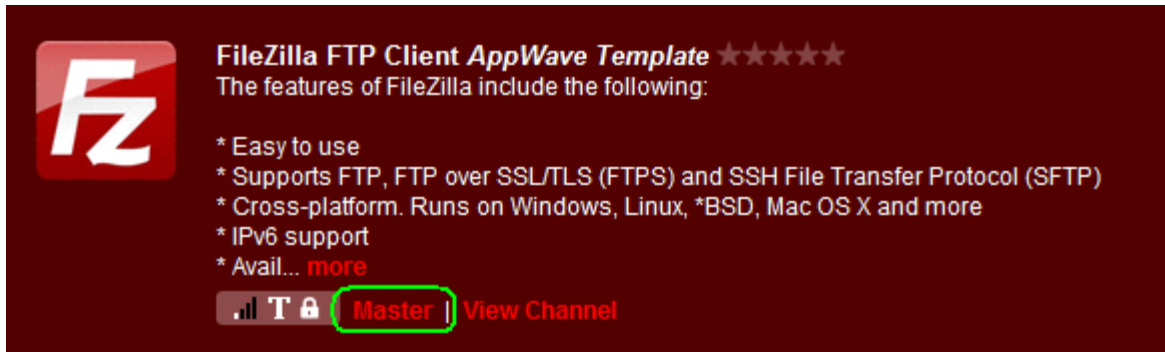 FZ
FileZilla FTP Client AppWave Template
The features of FileZilla include the following:
* Easy to use
* Supports FTP, FTP over SSL/TLS (FTPS) and SSH File Transfer Protocol (SFTP)
* Cross-platform. Runs on Windows, Linux, *BSD, Mac OS X and more
* IPv6 support
* Avail... more
T Master | View Channel